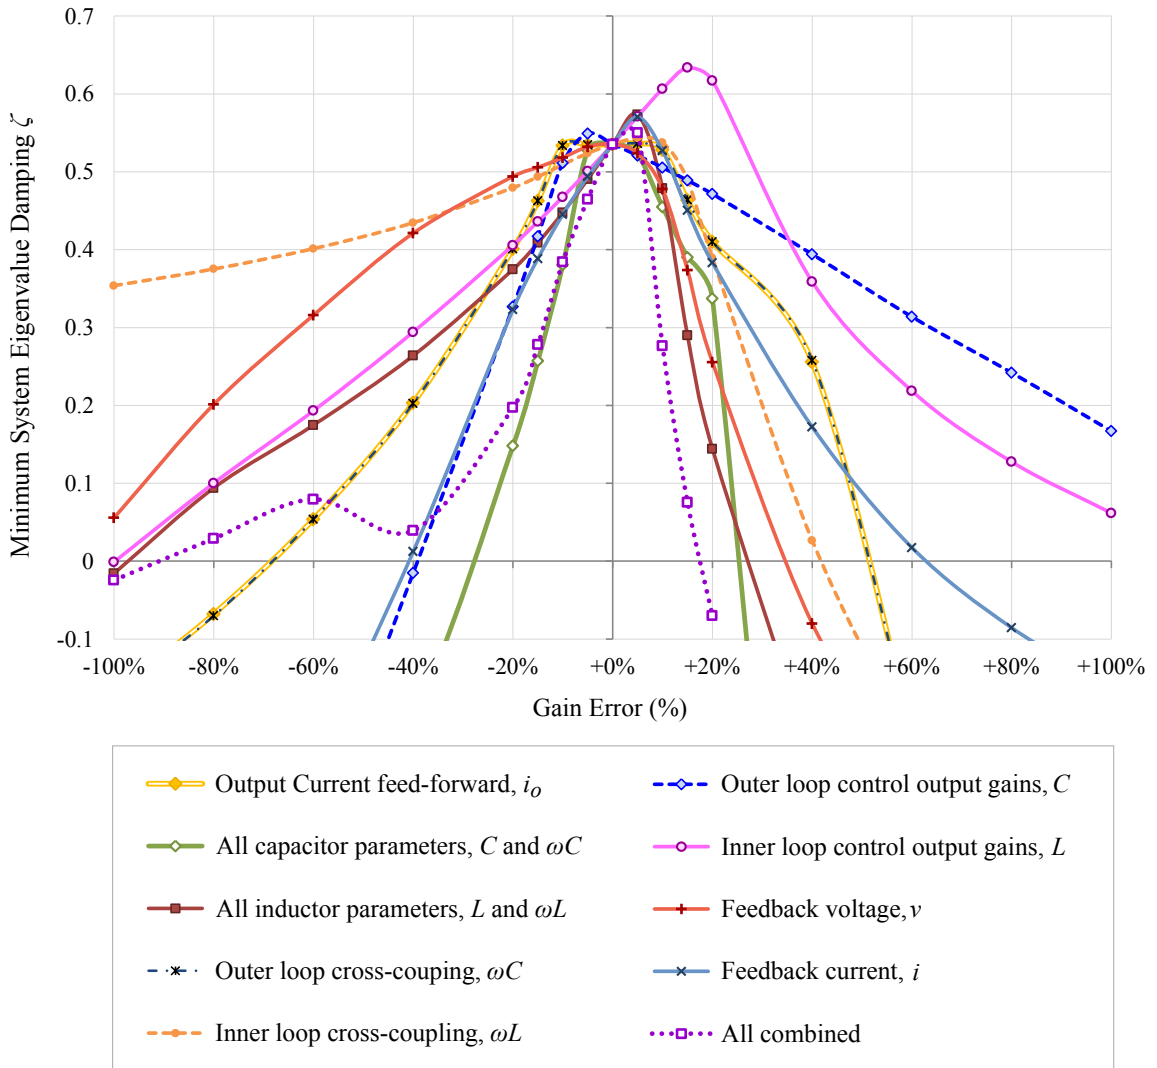 0.7
0.6
0.5
0.4
0.3
0.2
0.1
0
-0.1
Minimum System Eigenvalue Damping ζ
-100% -80% -60% -40% -20% +0% +20% +40% +60% +80% +100%
Gain Error (%)
Output Current feed-forward, iₒ
Outer loop control output gains, C
All capacitor parameters, C and ωC
Inner loop control output gains, L
All inductor parameters, L and ωL
Feedback voltage, v
Outer loop cross-couping, ωC
Feedback current, i
Inner loop cross-coupling, ωL
All combined